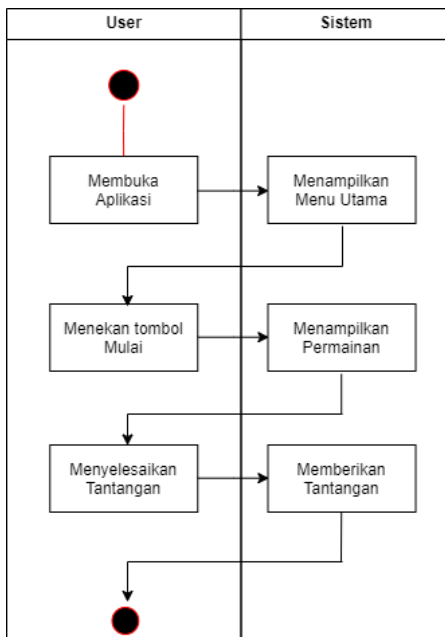 User
Sistem
Membuka
Aplikasi
Menampilkan
Menu Utama
Menekan tombol
Mulai
Menampilkan
Permainan
Menyelesaikan
Tantangan
Memberikan
Tantangan